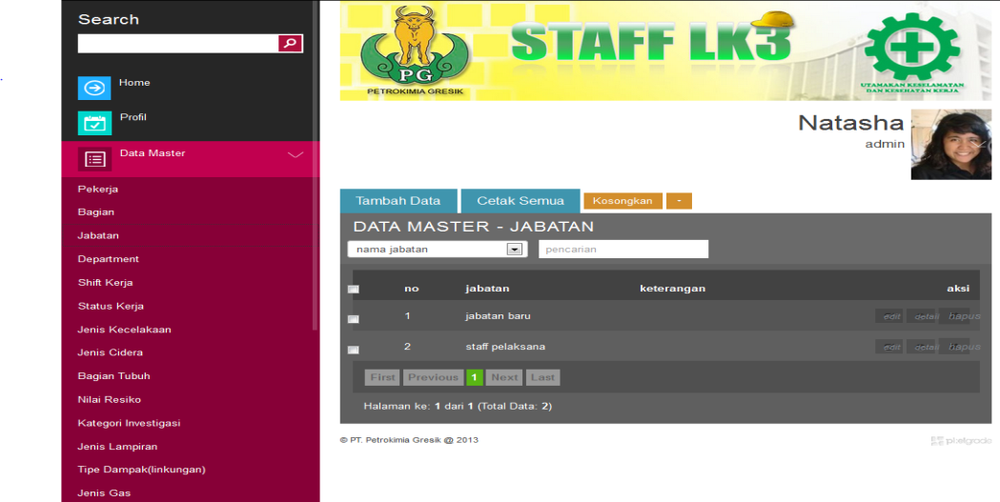 Search
Home
Profil
Data Master
Pekerja
Bagian
Jabatan
Department
Shift Kerja
Status Kerja
Jenis Kecelakaan
Jenis Cidera
Bagian Tubuh
Nilai Resiko
Kategori Investigasi
Jenis Lampiran
Tipe Dampak(linkungan)
Jenis Gas
PG
PETROKIMIA GRESIK
STAFF LK3
UTAMAKAN KESELAMATAN
DAN KESEHATAN KERJA
Natasha
admin
Tambah Data Cetak Semua Kosongkan -
DATA MASTER - JABATAN
nama jabatan pencarian
no jabatan keterangan aksi
1 jabatan baru edit detail hapus
2 staff pelaksana edit detail hapus
First Previous 1 Next Last
Halaman ke: 1 dari 1 (Total Data: 2)
© PT. Petrokimia Gresik @ 2013
pixelgrade